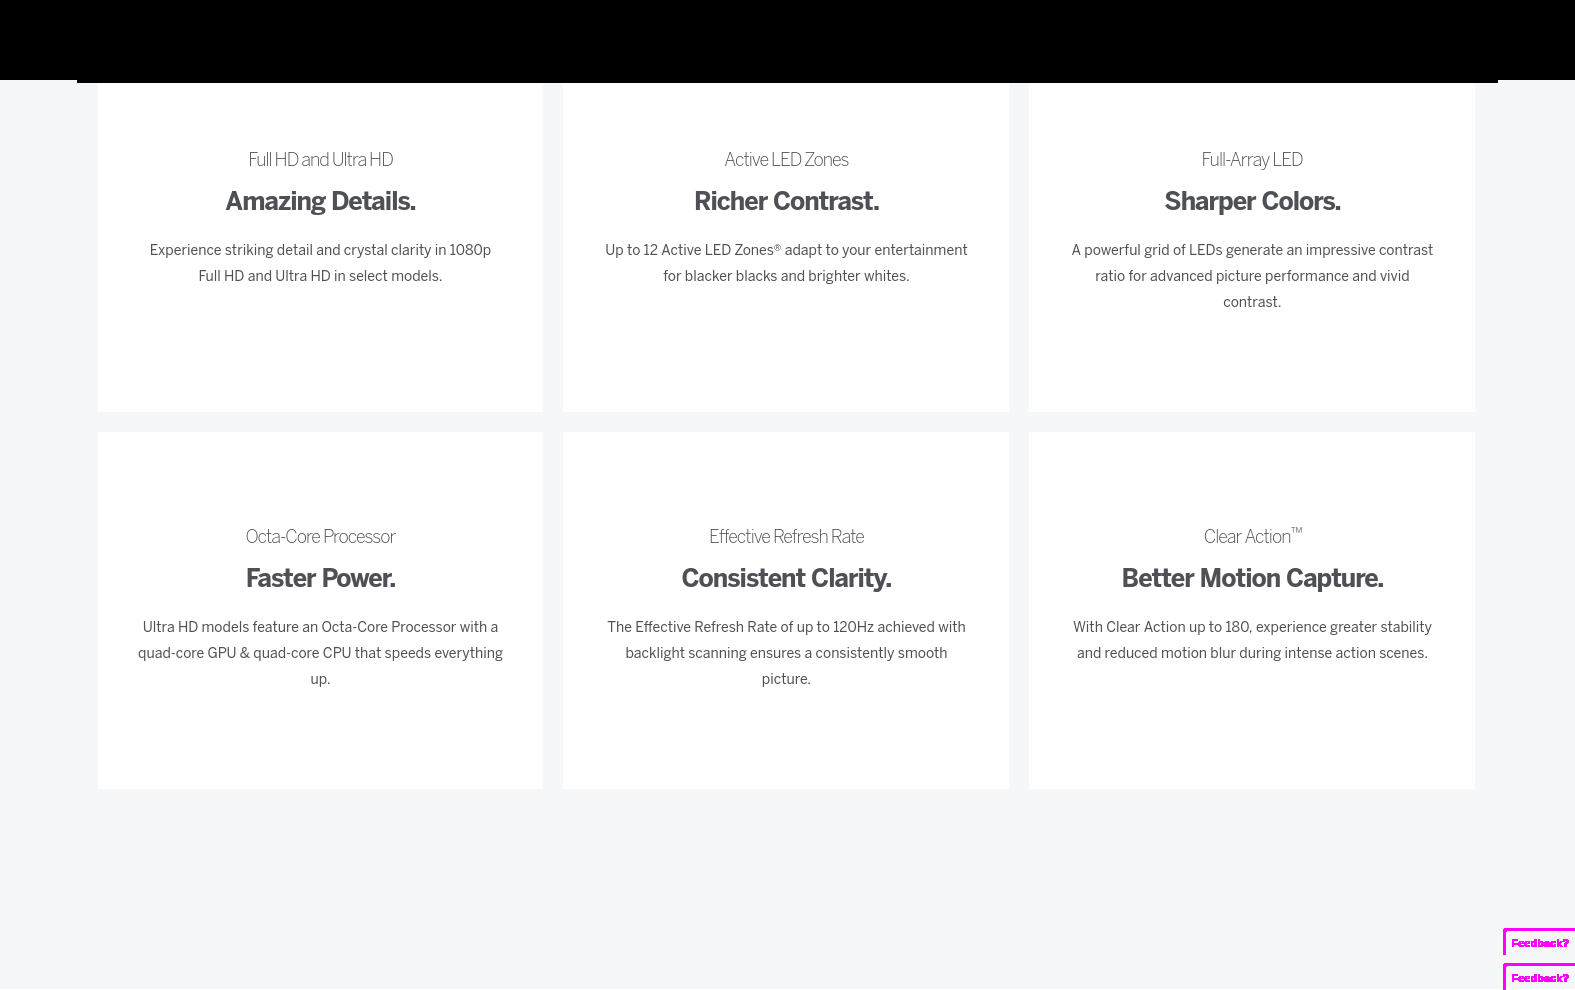 Full HD and Ultra HD
Amazing Details.
Experience striking detail and crystal clarity in 1080p
Full HD and Ultra HD in select models.
Active LED Zones
Richer Contrast.
Up to 12 Active LED Zones® adapt to your entertainment
for blacker blacks and brighter whites.
Full-Array LED
Sharper Colors.
A powerful grid of LEDs generate an impressive contrast
ratio for advanced picture performance and vivid
contrast.
Octa-Core Processor
Faster Power.
Ultra HD models feature an Octa-Core Processor with a
quad-core GPU & quad-core CPU that speeds everything
up.
Effective Refresh Rate
Consistent Clarity.
The Effective Refresh Rate of up to 120Hz achieved with
backlight scanning ensures a consistently smooth
picture.
Clear Action™
Better Motion Capture.
With Clear Action up to 180, experience greater stability
and reduced motion blur during intense action scenes.
Feedback?
Feedback?